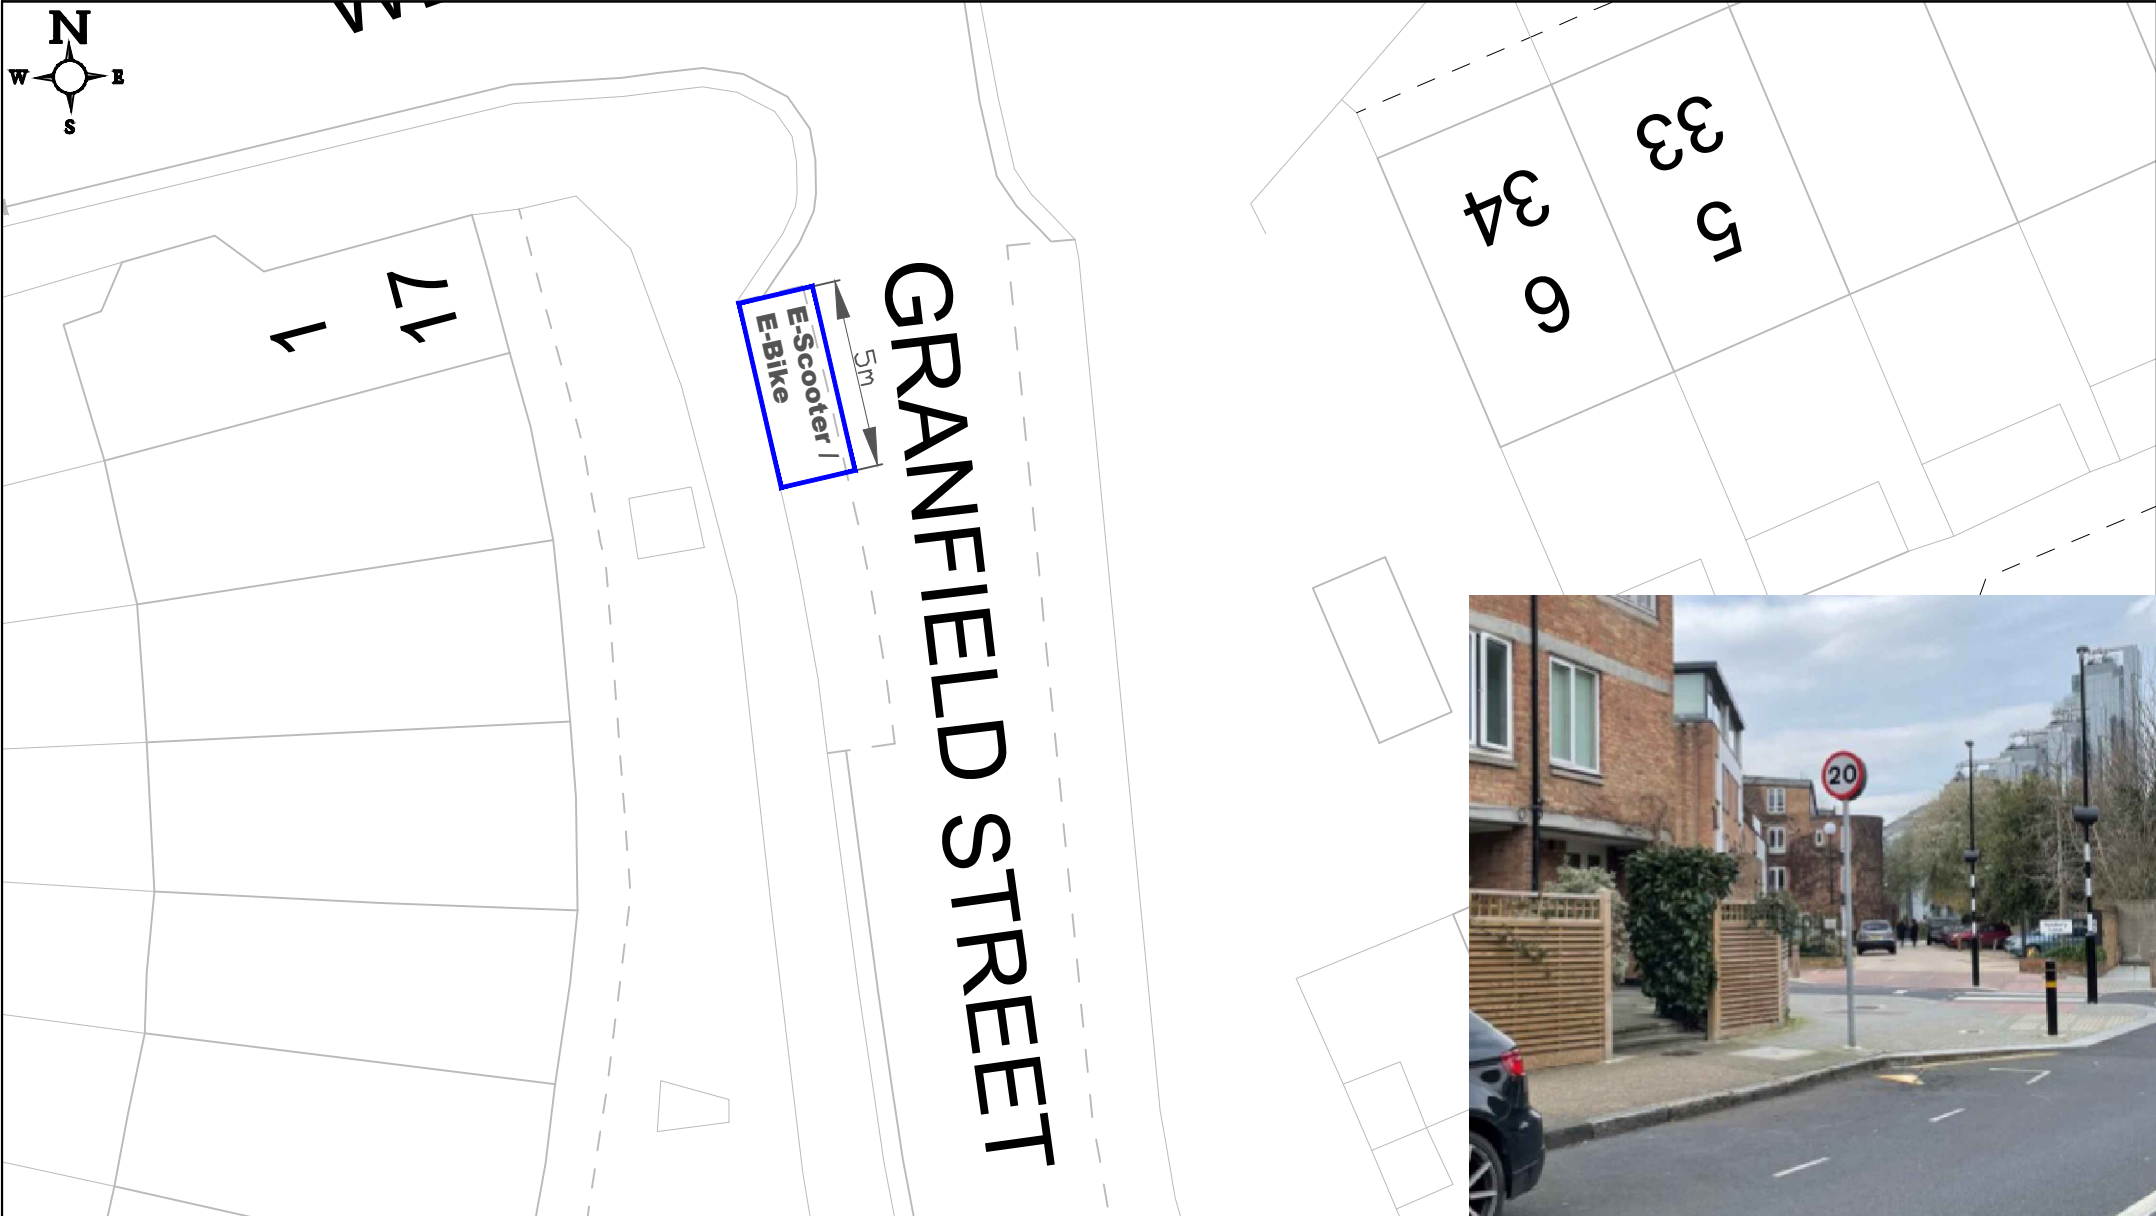 N
W
E
S
17
1
E-Scooter /
E-Bike
5m
GRANFIELD STREET
33
34
5
6
20